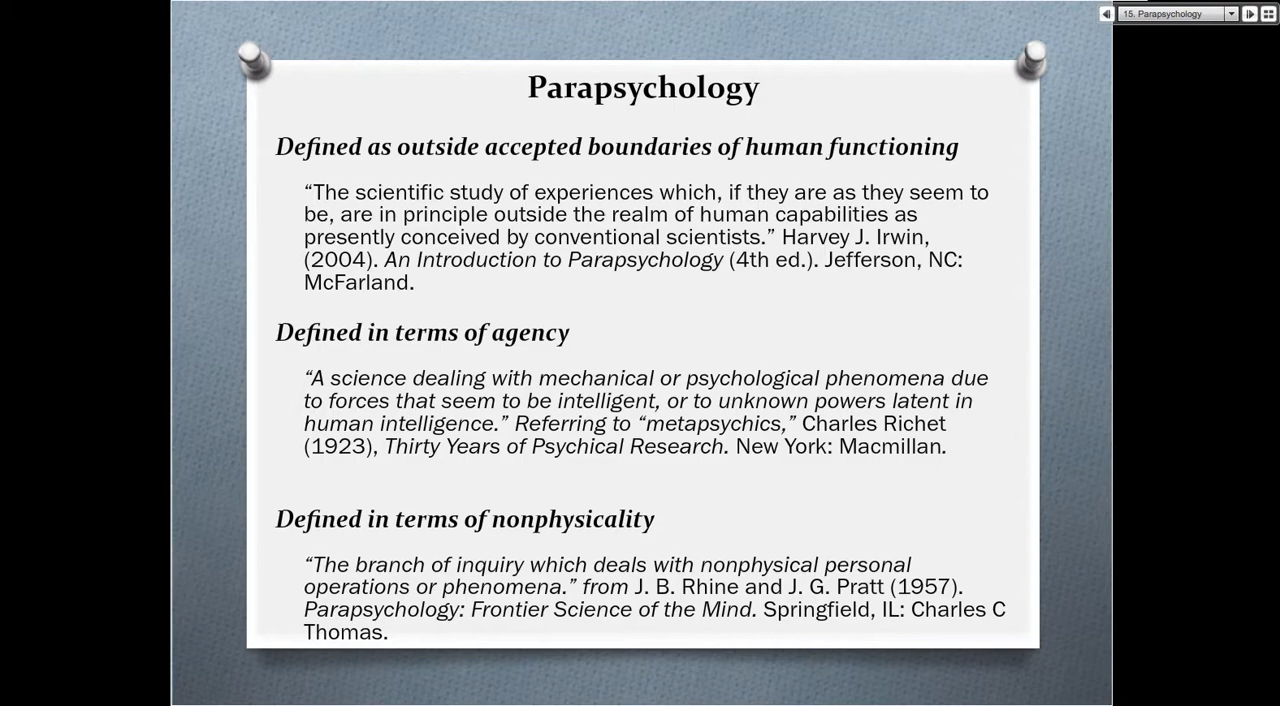 15. Parapsychology
Parapsychology
Defined as outside accepted boundaries of human functioning
“The scientific study of experiences which, if they are as they seem to
be, are in principle outside the realm of human capabilities as
presently conceived by conventional scientists.” Harvey J. Irwin,
(2004). An Introduction to Parapsychology (4th ed.). Jefferson, NC:
McFarland.
Defined in terms of agency
“A science dealing with mechanical or psychological phenomena due
to forces that seem to be intelligent, or to unknown powers latent in
human intelligence.” Referring to “metapsychics,” Charles Richet
(1923), Thirty Years of Psychical Research. New York: Macmillan.
Defined in terms of nonphysicality
“The branch of inquiry which deals with nonphysical personal
operations or phenomena.” from J. B. Rhine and J. G. Pratt (1957).
Parapsychology: Frontier Science of the Mind. Springfield, IL: Charles C
Thomas.